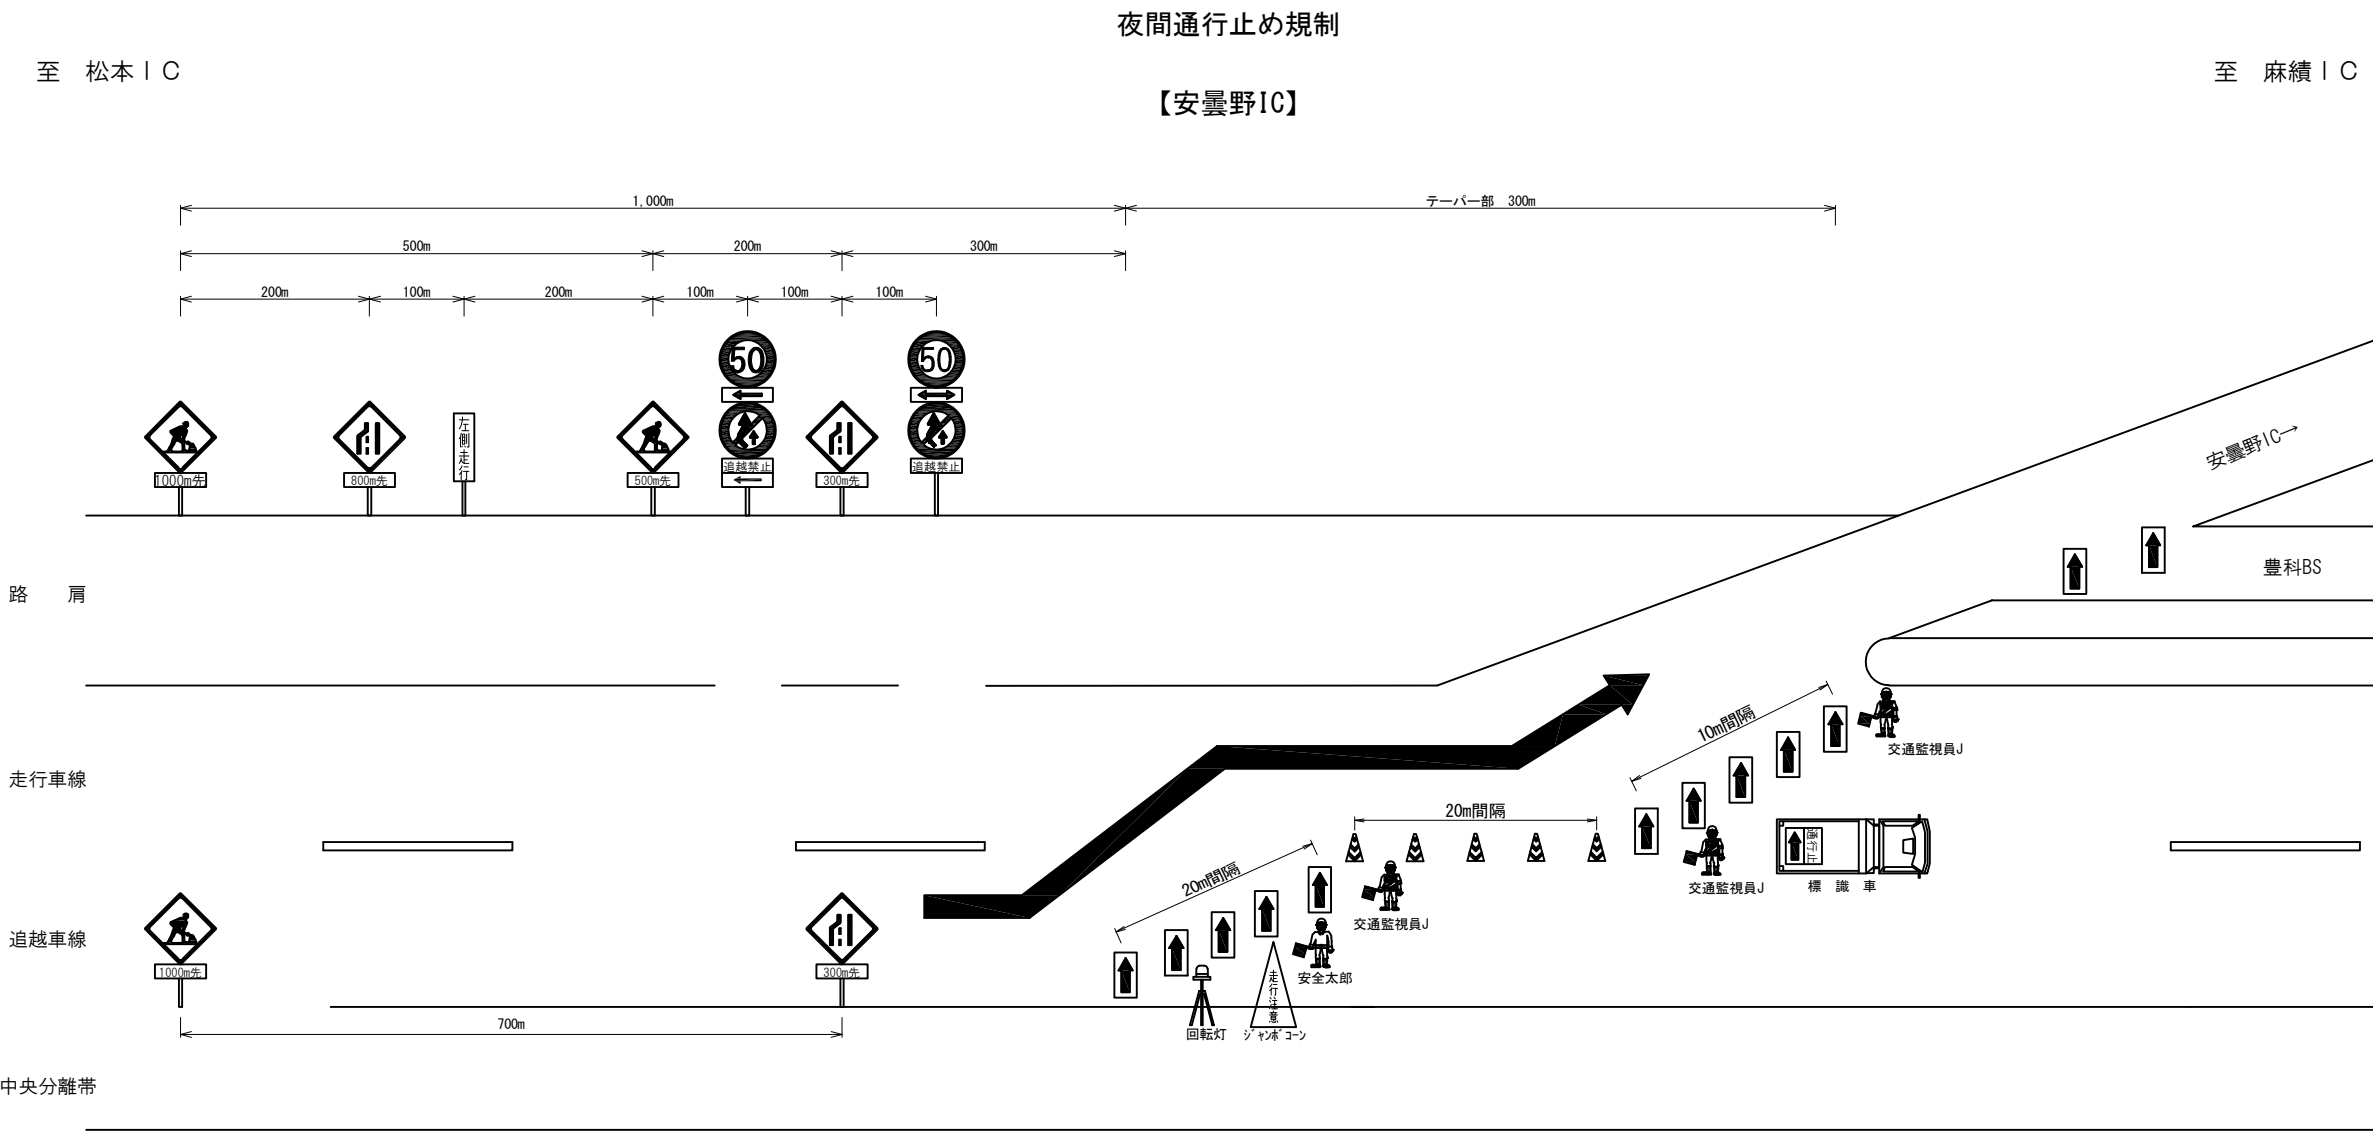 夜間通行止め規制
至　松本ＩＣ
至　麻績ＩＣ
【安曇野IC】
1,000m
テーパー部　300m
500m
200m
300m
200m
100m
200m
100m
100m
100m
50
50
左側走行
追越禁止
追越禁止
1000m先
800m先
500m先
300m先
安曇野IC→
豊科BS
路　肩
10m間隔
交通監視員J
走行車線
20m間隔
通行止
20m間隔
交通監視員J
標　識　車
交通監視員J
追越車線
1000m先
300m先
走行注意
安全太郎
700m
回転灯
ｼﾞｬﾝﾎﾞｺｰﾝ
中央分離帯